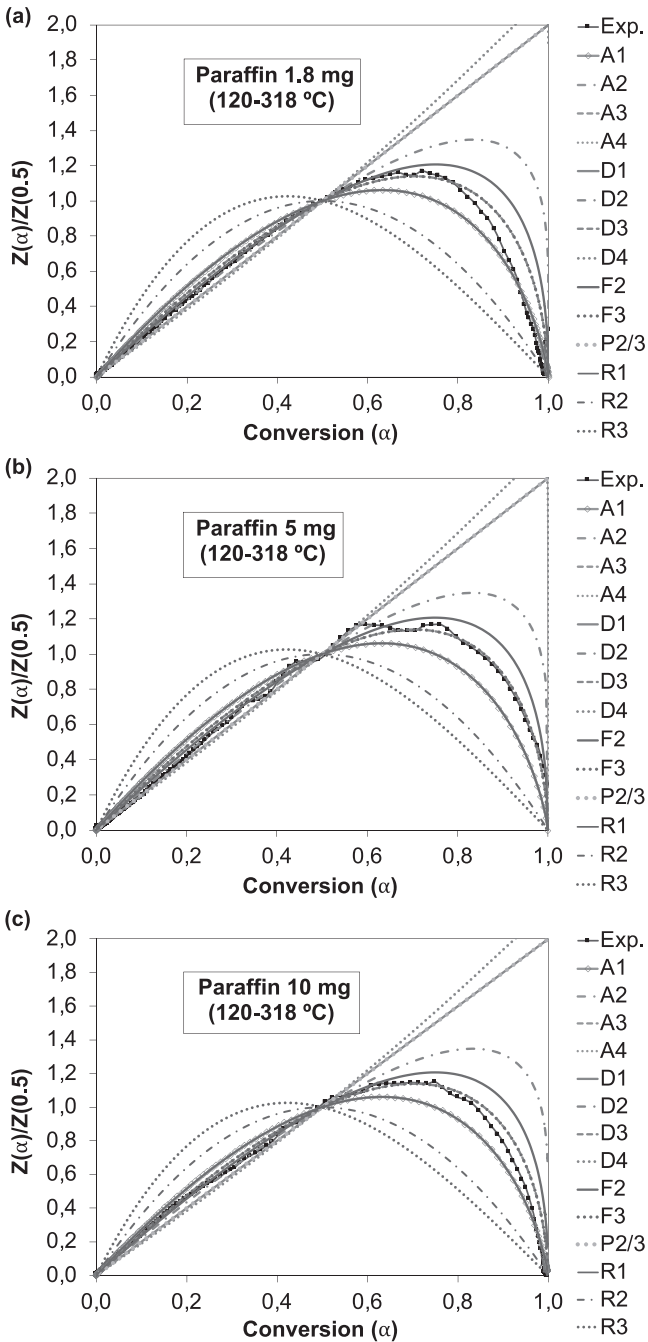 (a)
2,0
1,8
1,6
1,4
1,2
1,0
0,8
0,6
0,4
0,2
0,0
Z(α)/Z(0.5)
Paraffin 1.8 mg
(120-318 ºC)
0,0 0,2 0,4 0,6 0,8 1,0
Conversion (α)
Exp.
A1
A2
A3
A4
D1
D2
D3
D4
F2
F3
P2/3
R1
R2
R3
(b)
2,0
1,8
1,6
1,4
1,2
1,0
0,8
0,6
0,4
0,2
0,0
Z(α)/Z(0.5)
Paraffin 5 mg
(120-318 ºC)
0,0 0,2 0,4 0,6 0,8 1,0
Conversion (α)
Exp.
A1
A2
A3
A4
D1
D2
D3
D4
F2
F3
P2/3
R1
R2
R3
(c)
2,0
1,8
1,6
1,4
1,2
1,0
0,8
0,6
0,4
0,2
0,0
Z(α)/Z(0.5)
Paraffin 10 mg
(120-318 ºC)
0,0 0,2 0,4 0,6 0,8 1,0
Conversion (α)
Exp.
A1
A2
A3
A4
D1
D2
D3
D4
F2
F3
P2/3
R1
R2
R3